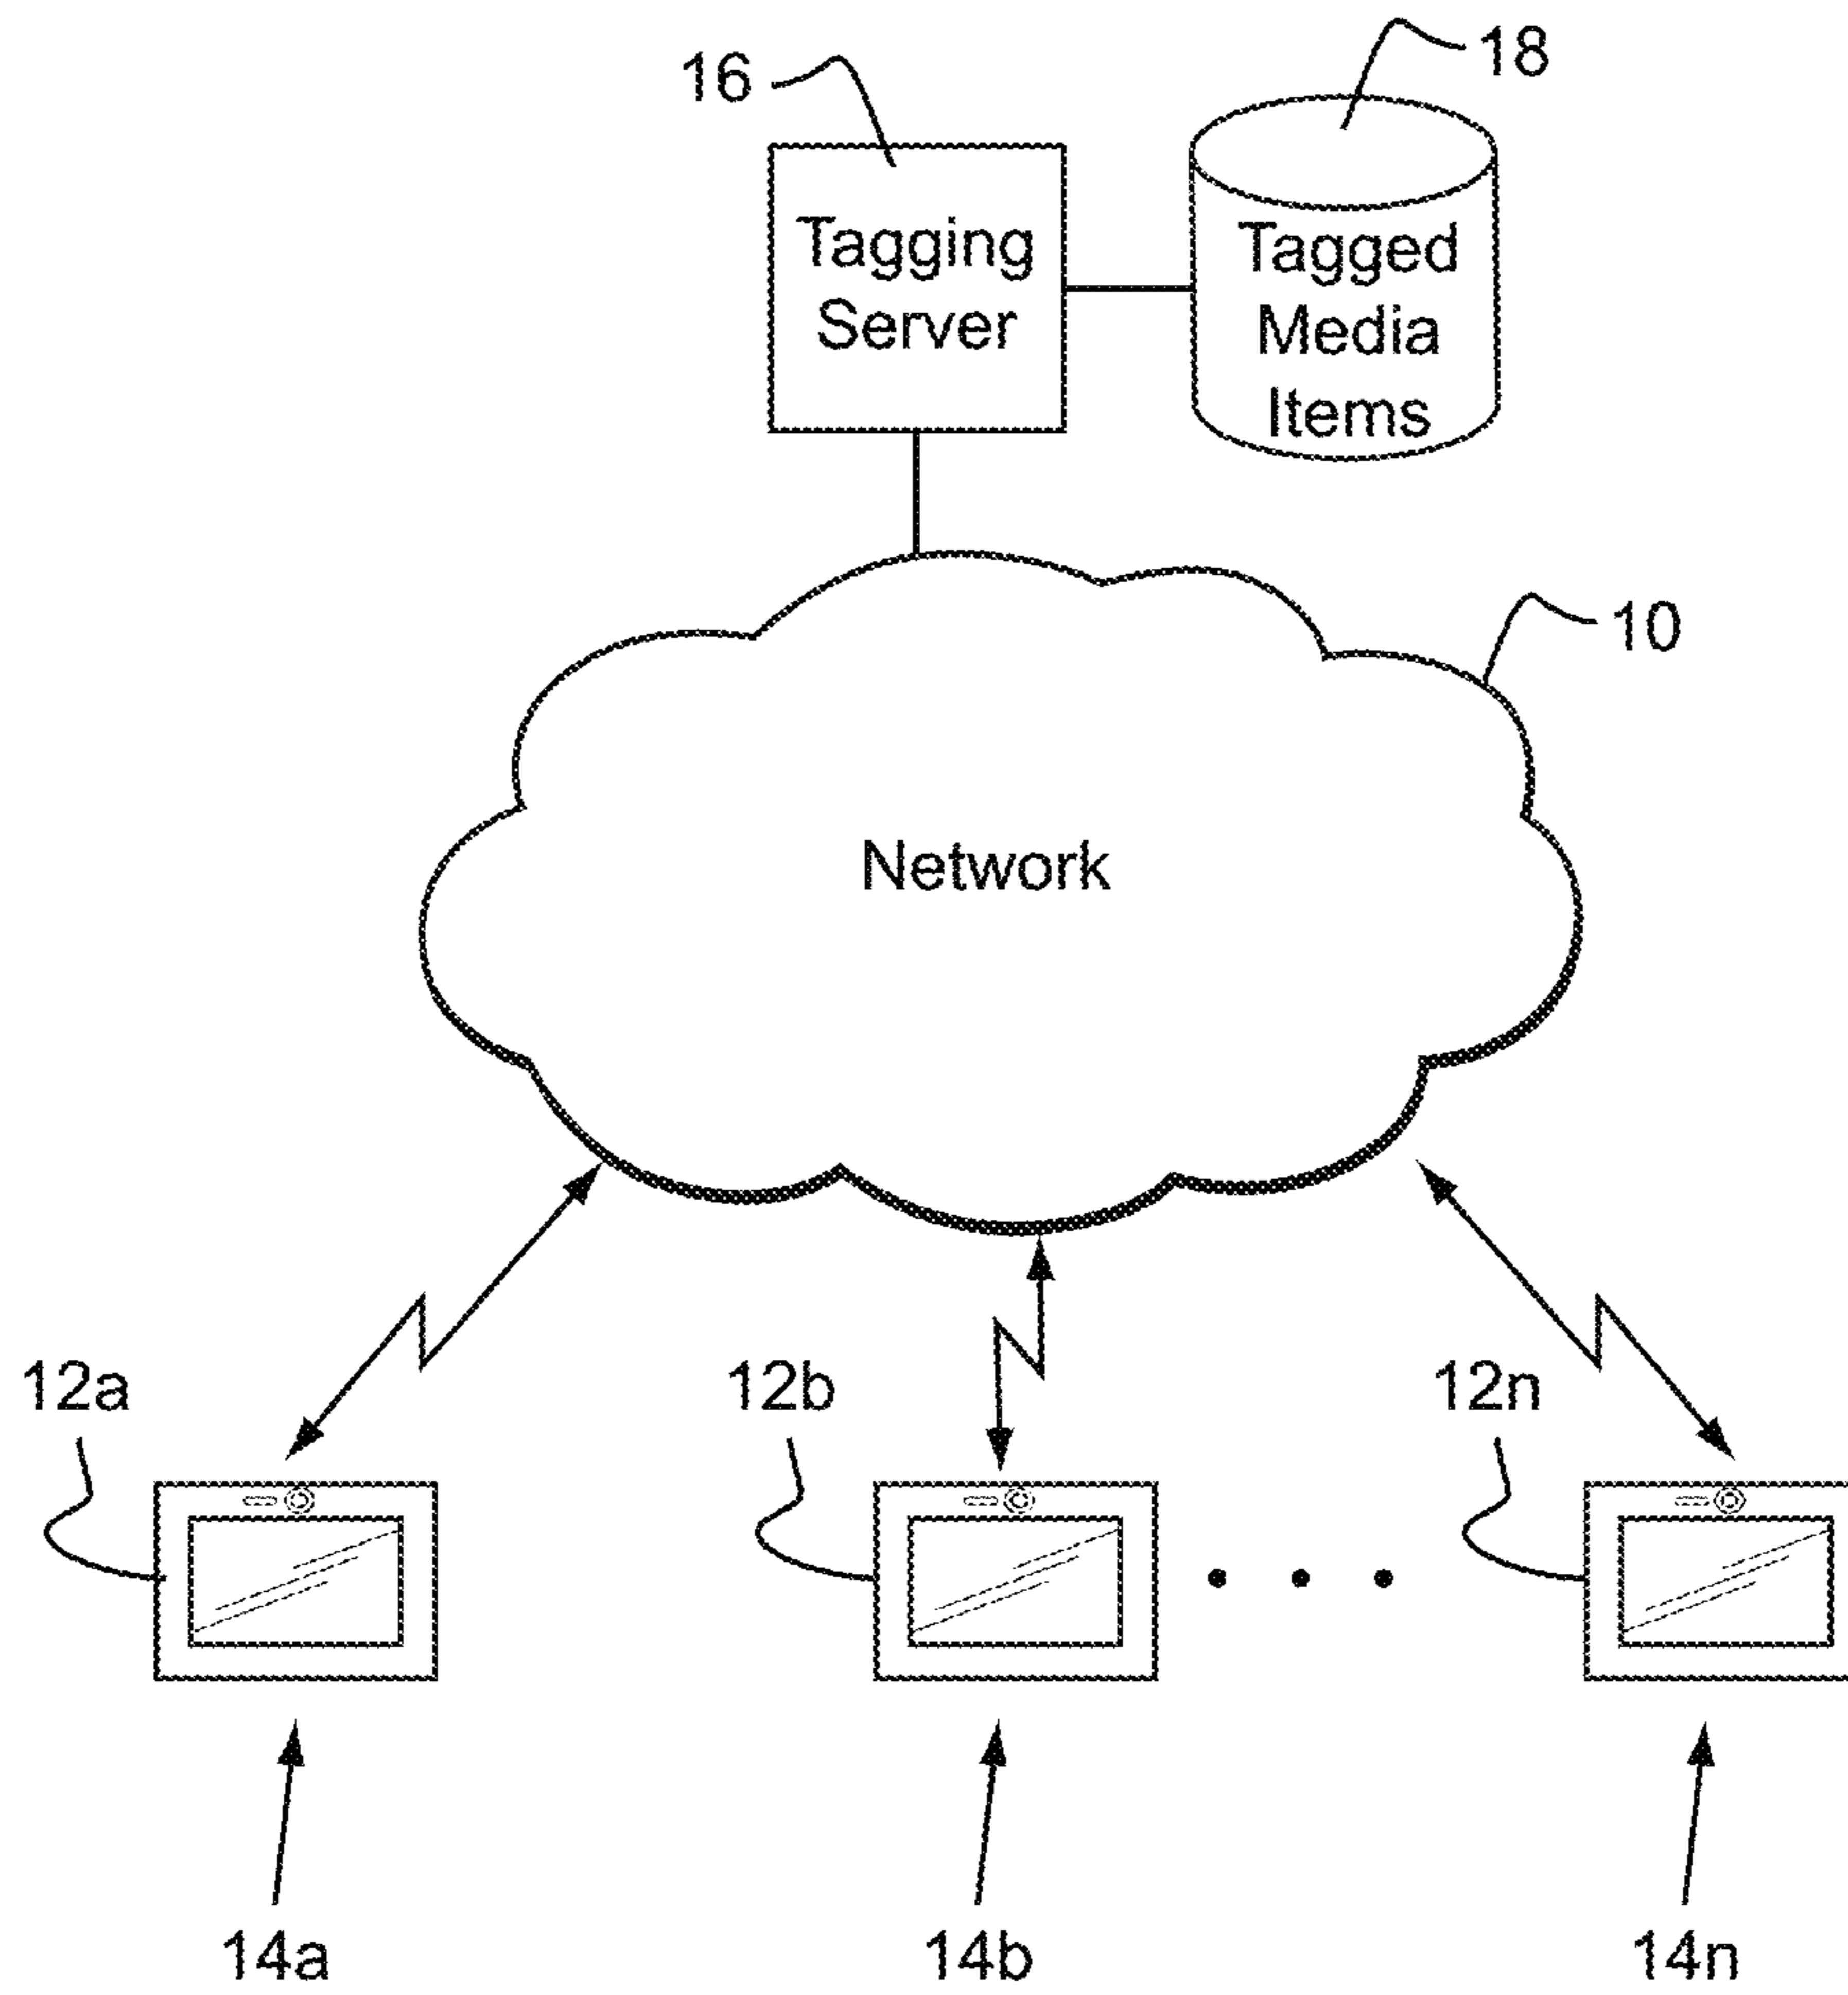 16
18
Tagging
Server
Tagged
Media
Items
10
Network
12a
12b
12n
14a
14b
14n